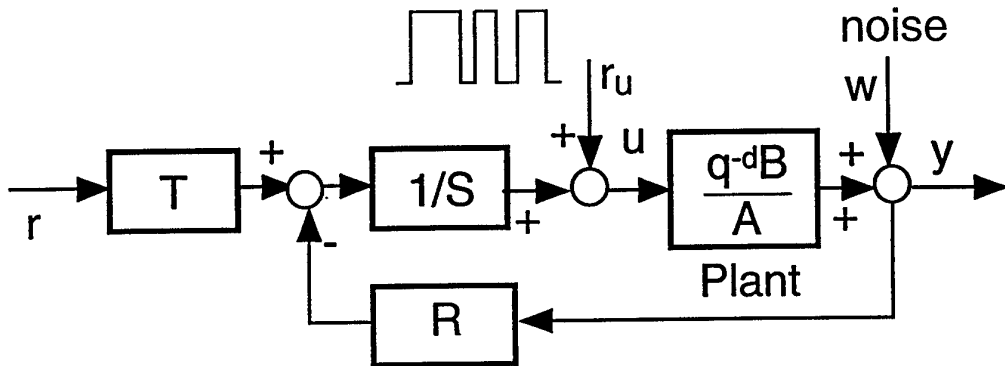 noise
r_u
w
+
u
q^-d B
y
+
T
+
1/S
A
+
r
-
+
+
Plant
R